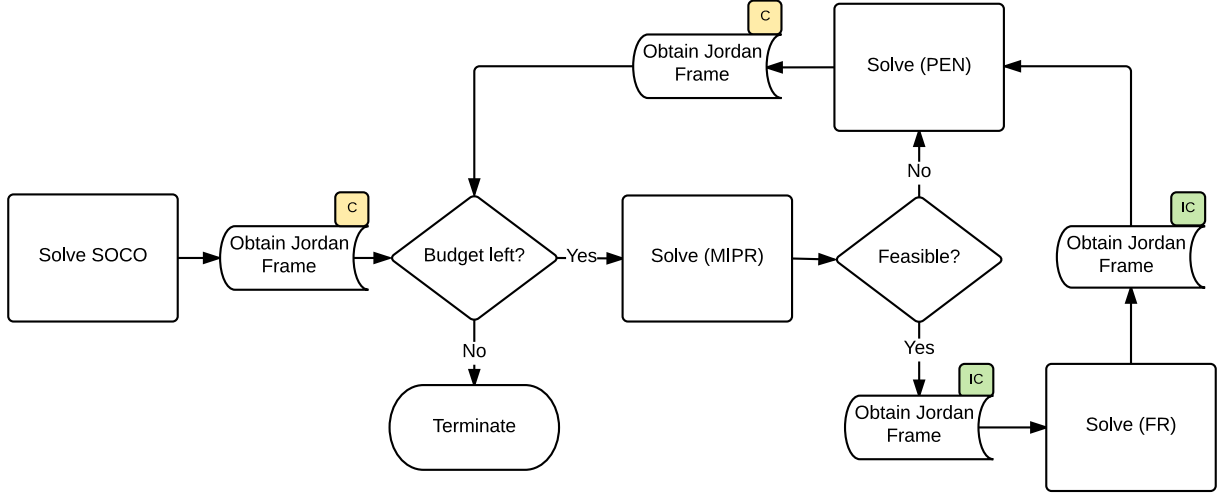 C
Obtain Jordan
Frame
Solve (PEN)
No
C
IC
Solve SOCO
Obtain Jordan
Frame
Budget left?
Yes
Solve (MIPR)
Feasible?
Obtain Jordan
Frame
No
Yes
IC
Terminate
Obtain Jordan
Frame
Solve (FR)